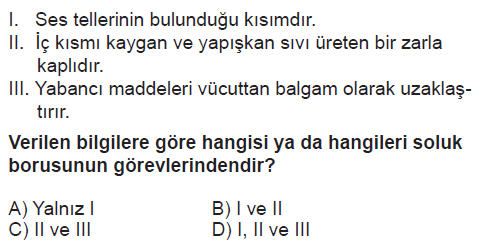 I. Ses tellerinin bulunduğu kısımdır.
II. İç kısmı kaygan ve yapışkan sıvı üreten bir zarla
kaplıdır.
III. Yabancı maddeleri vücuttan balgam olarak uzaklaş-
tırır.
Verilen bilgilere göre hangisi ya da hangileri soluk
borusunun görevlerindendir?
A) Yalnız I B) I ve II
C) II ve III D) I, II ve III